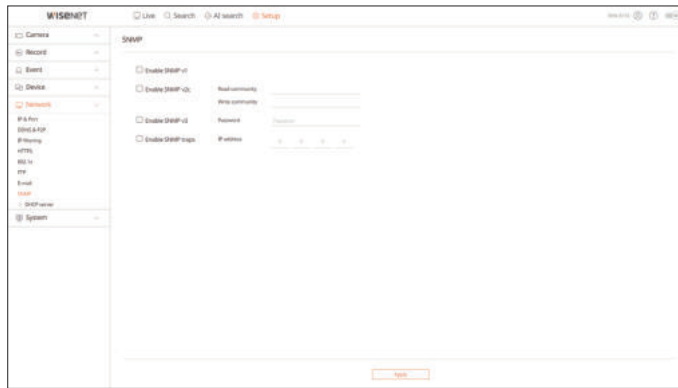 WISENET
Live Search AI search Setup
Camera
Record
Event
Device
Network
IP & Port
DDNS & P2P
IP filtering
HTTPS
802.1x
FTP
E-mail
SNMP
DHCP server
System
SNMP
Enable SNMP v1
Enable SNMP v2c Read community
Write community
Enable SNMP v3 Password Password
Enable SNMP traps IP address
Apply